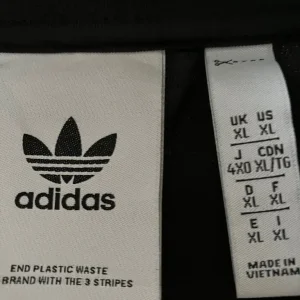 adidas
END PLASTIC WASTE
BRAND WITH THE 3 STRIPES
UK US
XL XL
J CDN
4XO XL/TG
D F
XL XL
E I
XL XL
MADE IN
VIETNAM